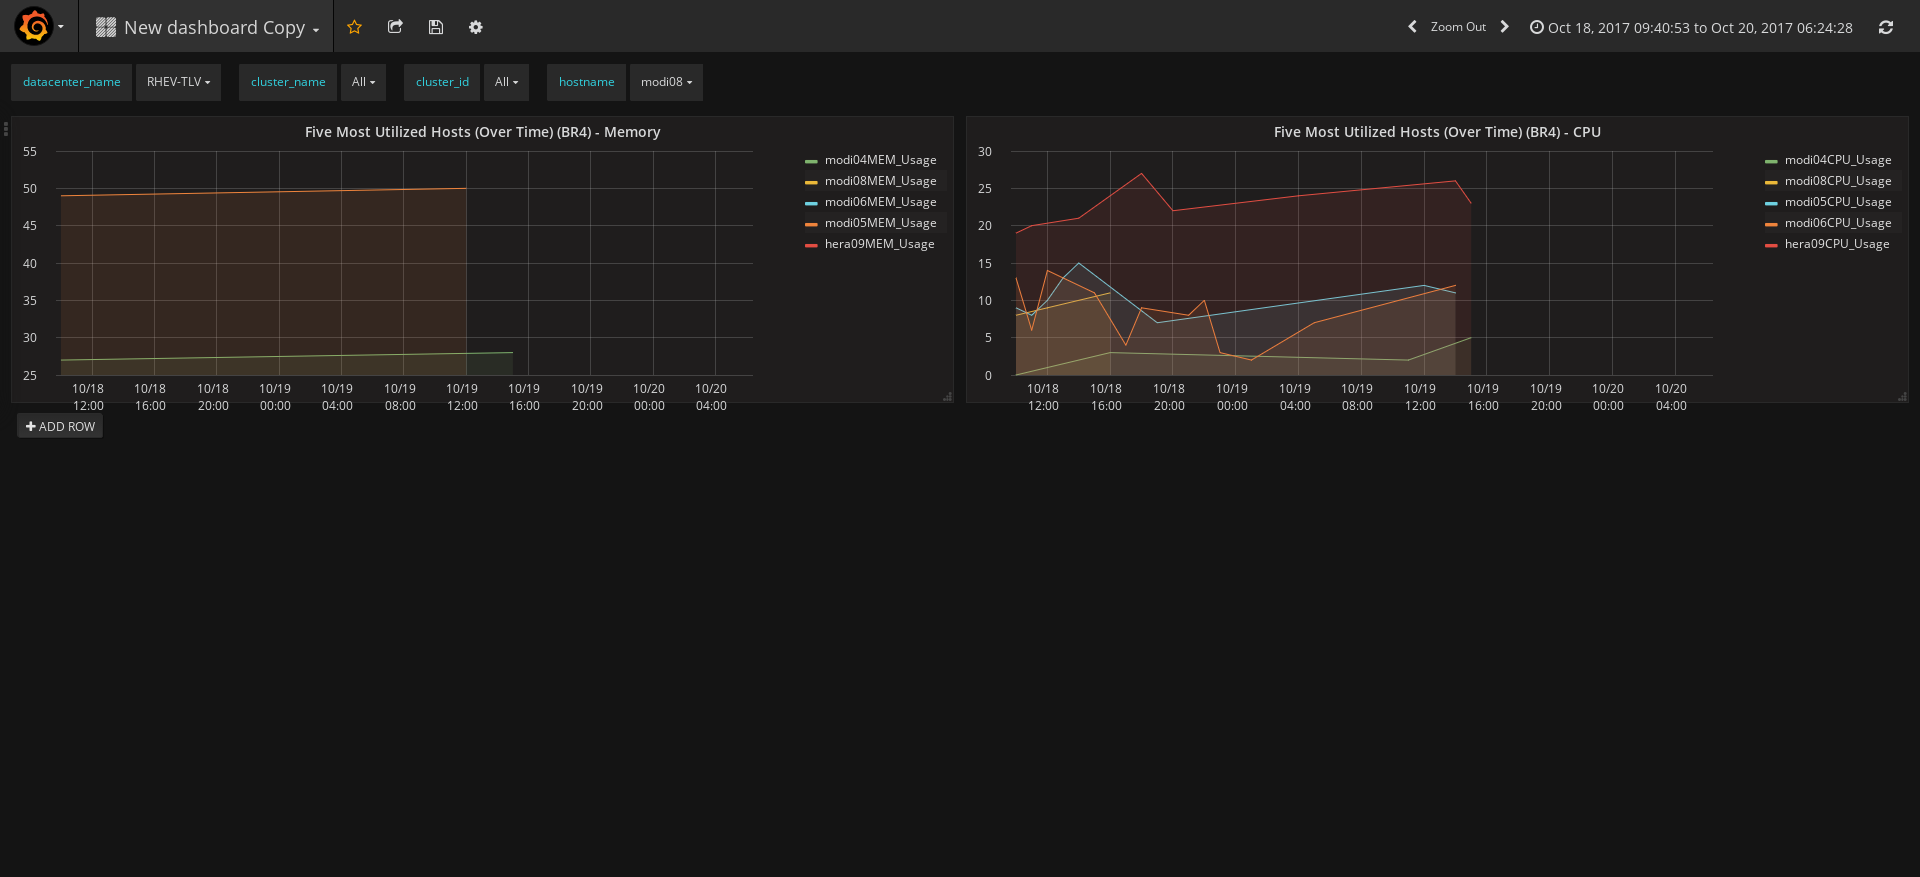 New dashboard Copy
Zoom Out
Oct 18, 2017 09:40:53 to Oct 20, 2017 06:24:28
datacenter_name RHEV-TLV cluster_name All cluster_id All hostname modi08
Five Most Utilized Hosts (Over Time) (BR4) - Memory
55
50
45
40
35
30
25
10/18 10/18 10/18 10/19 10/19 10/19 10/19 10/19 10/19 10/20 10/20
12:00 16:00 20:00 00:00 04:00 08:00 12:00 16:00 20:00 00:00 04:00
modi04MEM_Usage
modi08MEM_Usage
modi06MEM_Usage
modi05MEM_Usage
hera09MEM_Usage
Five Most Utilized Hosts (Over Time) (BR4) - CPU
30
25
20
15
10
5
0
10/18 10/18 10/18 10/19 10/19 10/19 10/19 10/19 10/19 10/20 10/20
12:00 16:00 20:00 00:00 04:00 08:00 12:00 16:00 20:00 00:00 04:00
modi04CPU_Usage
modi08CPU_Usage
modi05CPU_Usage
modi06CPU_Usage
hera09CPU_Usage
ADD ROW